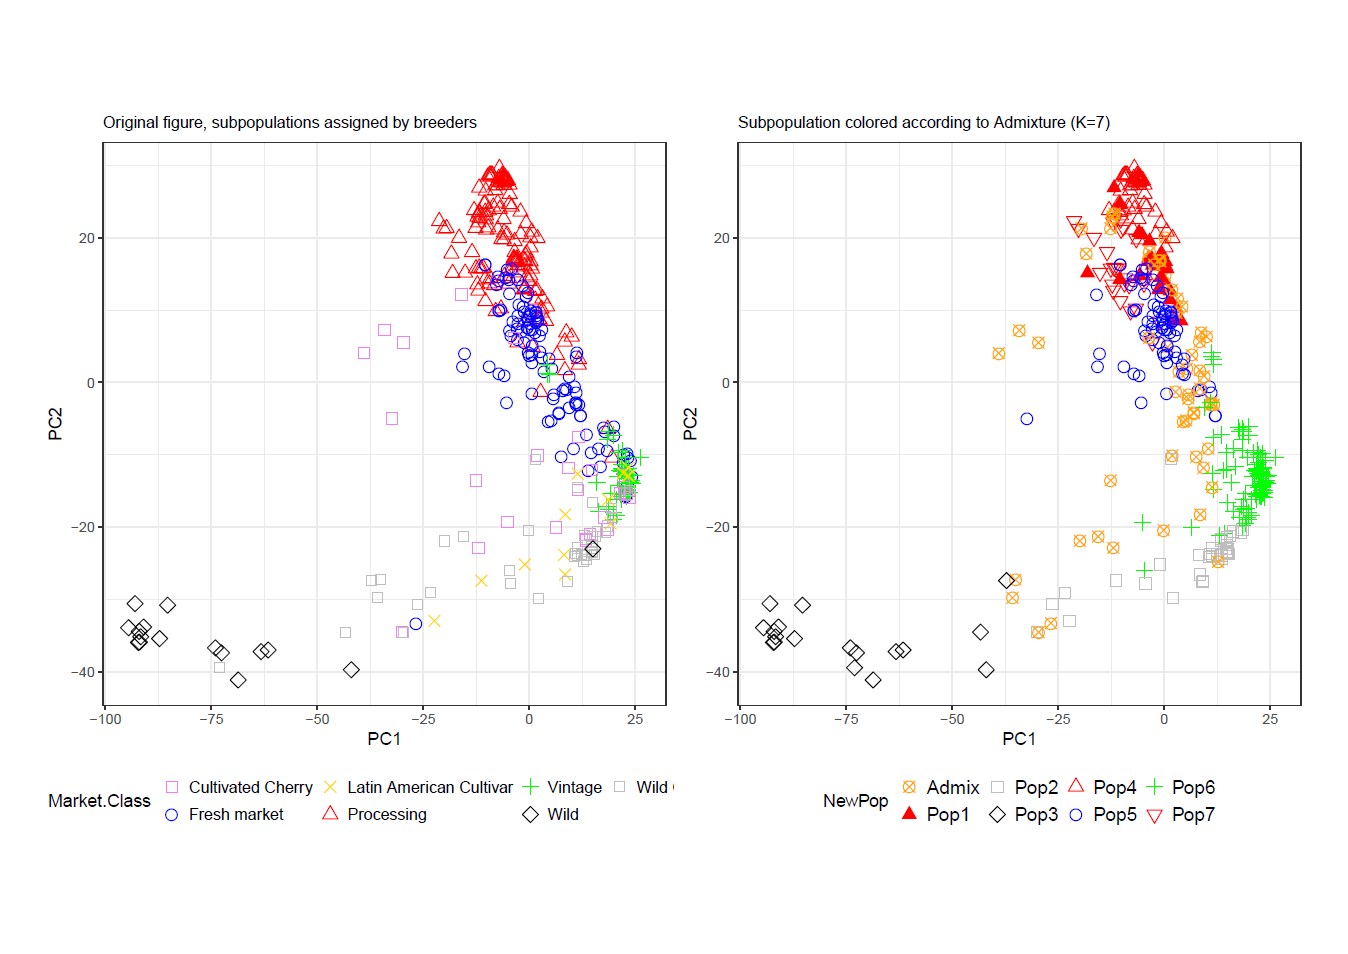 Original figure, subpopulations assigned by breeders
Subpopulation colored according to Admixture (K=7)
PC2
20
0
−20
−40
−100
−75
−50
−25
0
25
PC1
PC2
20
0
−20
−40
−100
−75
−50
−25
0
25
PC1
Market.Class
Cultivated Cherry
Latin American Cultivar
Vintage
Wild
Fresh market
Processing
Wild
NewPop
Admix
Pop2
Pop4
Pop6
Pop1
Pop3
Pop5
Pop7